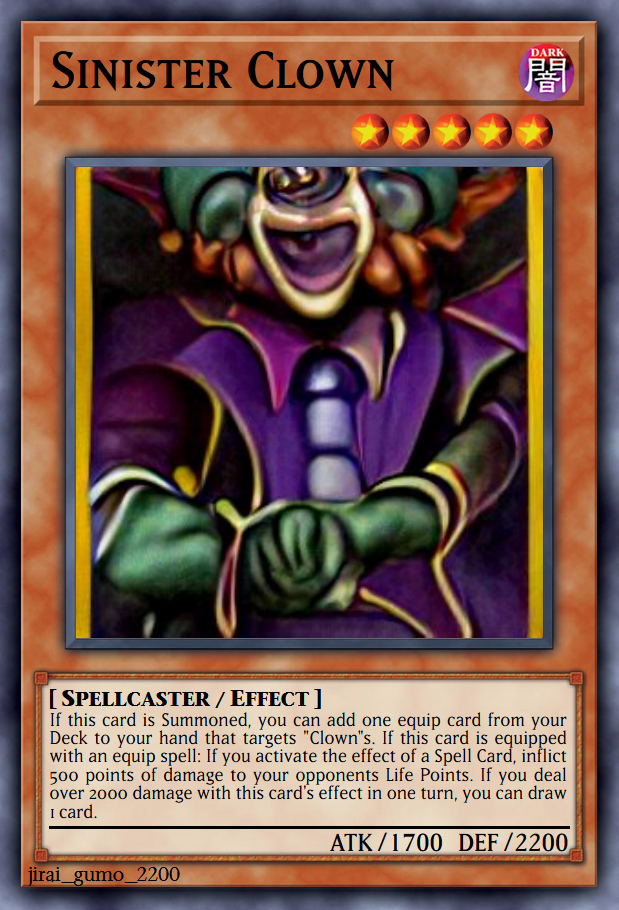 Sinister Clown
DARK
闇
[ Spellcaster / Effect ]
If this card is Summoned, you can add one equip card from your
Deck to your hand that targets "Clown"s. If this card is equipped
with an equip spell: If you activate the effect of a Spell Card, inflict
500 points of damage to your opponents Life Points. If you deal
over 2000 damage with this card's effect in one turn, you can draw
1 card.
ATK/1700 DEF/2200
jirai_gumo_2200